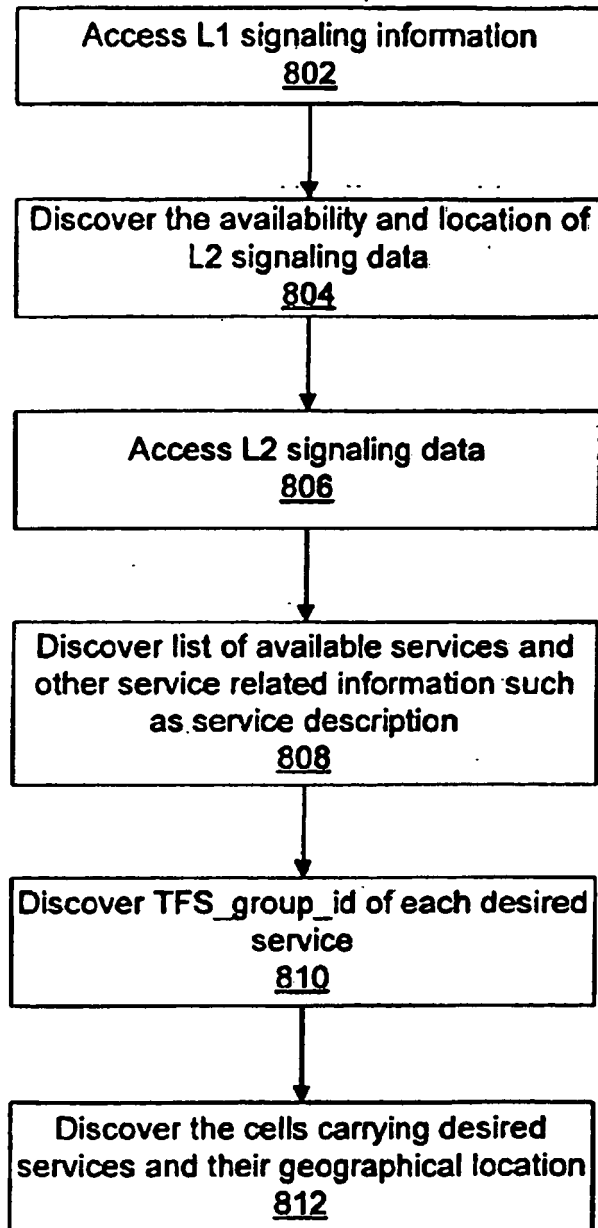 Access L1 signaling information
802
Discover the availability and location of
L2 signaling data
804
Access L2 signaling data
806
Discover list of available services and
other service related information such
as service description
808
Discover TFS_group_id of each desired
service
810
Discover the cells carrying desired
services and their geographical location
812